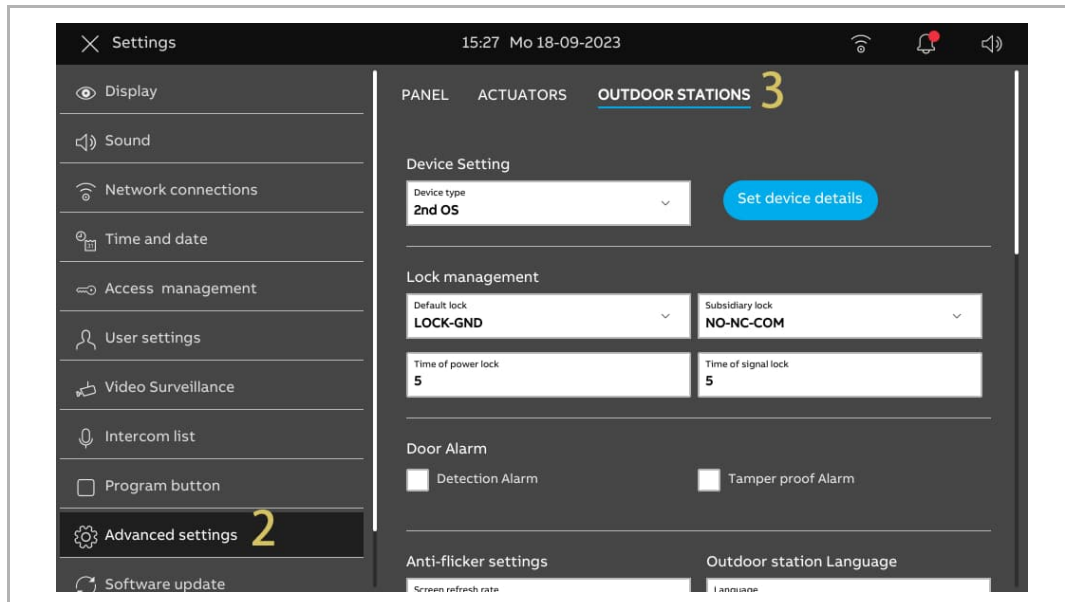 Settings
15:27 Mo 18-09-2023
Display
Sound
Network connections
31
Time and date
Access management
User settings
Video Surveillance
Intercom list
Program button
Advanced settings 2
Software update
PANEL ACTUATORS OUTDOOR STATIONS 3
Device Setting
Device type
2nd OS
Set device details
Lock management
Default lock
LOCK-GND
Subsidiary lock
NO-NC-COM
Time of power lock
5
Time of signal lock
5
Door Alarm
Detection Alarm
Tamper proof Alarm
Anti-flicker settings
Outdoor station Language
Screen refresh rate
Language